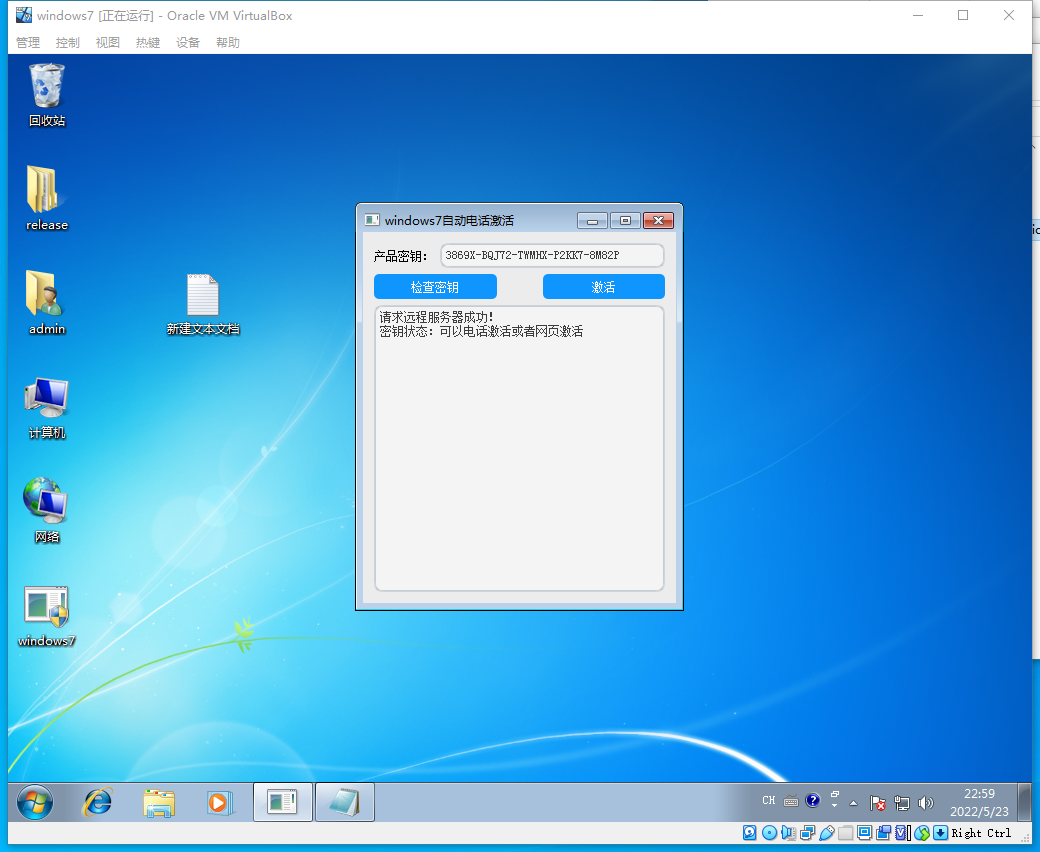 windows7 [正在运行] - Oracle VM VirtualBox
管理 控制 视图 热键 设备 帮助
回收站
release
admin
新建文本文档
计算机
网络
windows7
windows7自动电话激活
产品密钥： 3869X-BQJ72-TWMHX-P2KK7-8M82P
检查密钥 激活
请求远程服务器成功!
密钥状态: 可以电话激活或者网页激活
CH
22:59
2022/5/23
Right Ctrl